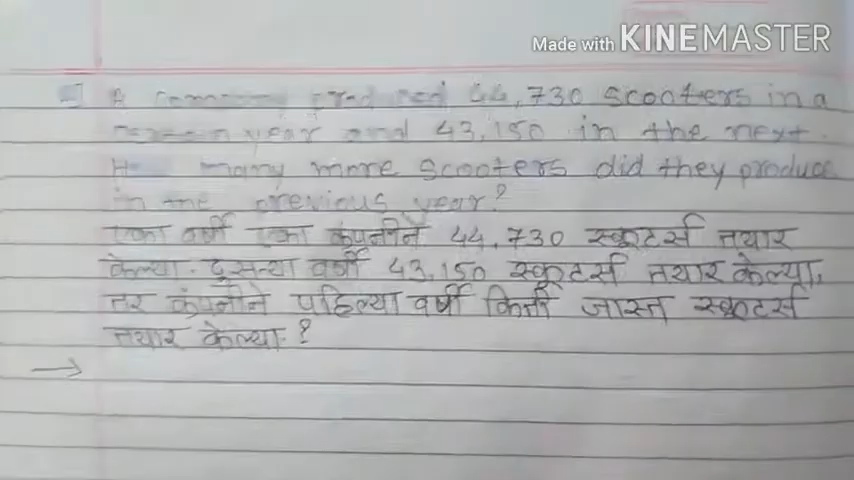 Made with KINEMASTER
A company produced 44,730 scooters in a
certain year and 43,150 in the next.
How many more scooters did they produce
in the previous year?
एका वर्षी एका कंपनीने 44,730 स्कूटर्स तयार
केल्या. दुसऱ्या वर्षी 43,150 स्कूटर्स तयार केल्या,
तर कंपनीने पहिल्या वर्षी किती जास्त स्कूटर्स
तयार केल्या?